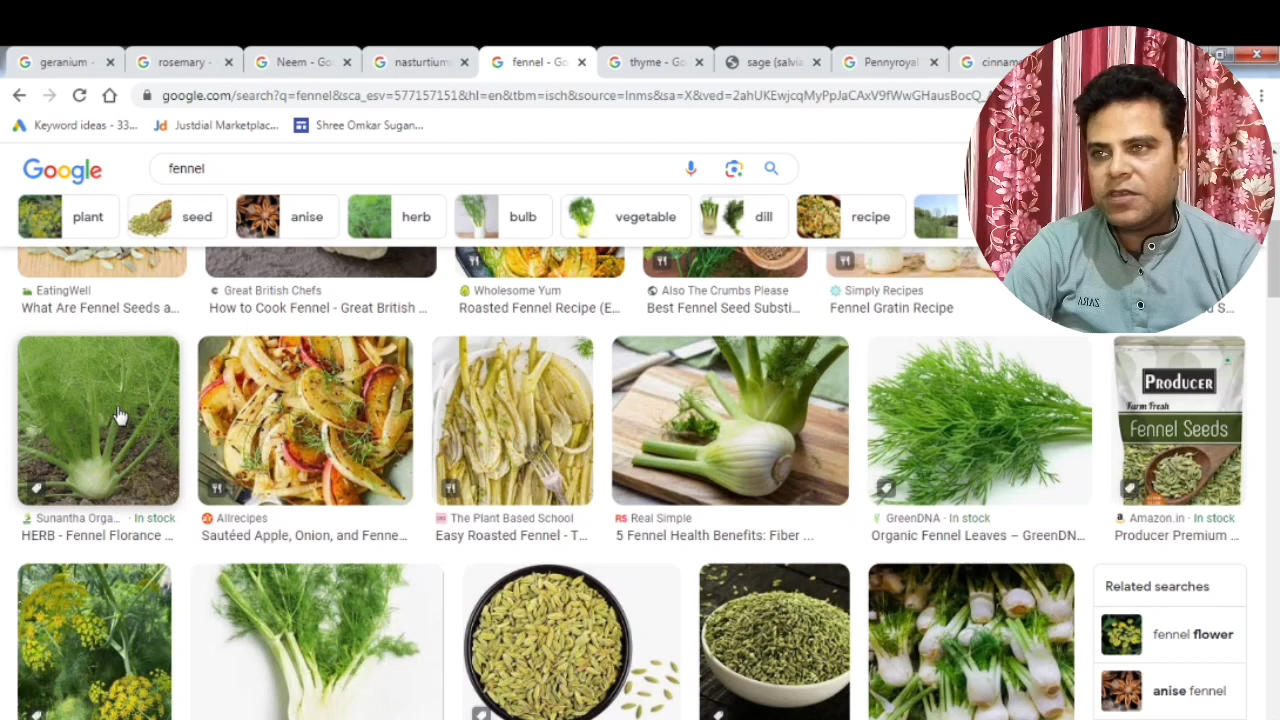 geranium -
rosemary -
Neem - Go
nasturtium
fennel - Go
thyme - Go
sage (salvia
Pennyroyal
cinname
google.com/search?q=fennel&sca_esv=577157151&hl=en&tbm=isch&source=lnms&sa=X&ved=2ahUKEwjcqMyPpJaCAxV9fWwGHausBocQ_
Keyword ideas - 33...
Justdial Marketplac...
Shree Omkar Sugan...
Google
fennel
plant
seed
anise
herb
bulb
vegetable
dill
recipe
EatingWell
What Are Fennel Seeds a...
Great British Chefs
How to Cook Fennel - Great British ...
Wholesome Yum
Roasted Fennel Recipe (E...
Also The Crumbs Please
Best Fennel Seed Substi...
Simply Recipes
Fennel Gratin Recipe
S...
ZARA
PRODUCER
Farm Fresh
Fennel Seeds
Sunantha Orga... · In stock
HERB - Fennel Florance ...
Allrecipes
Sautéed Apple, Onion, and Fenne...
The Plant Based School
Easy Roasted Fennel - T...
RS Real Simple
5 Fennel Health Benefits: Fiber ...
GreenDNA · In stock
Organic Fennel Leaves – GreenDN...
Amazon.in · In stock
Producer Premium ...
Related searches
fennel flower
anise fennel